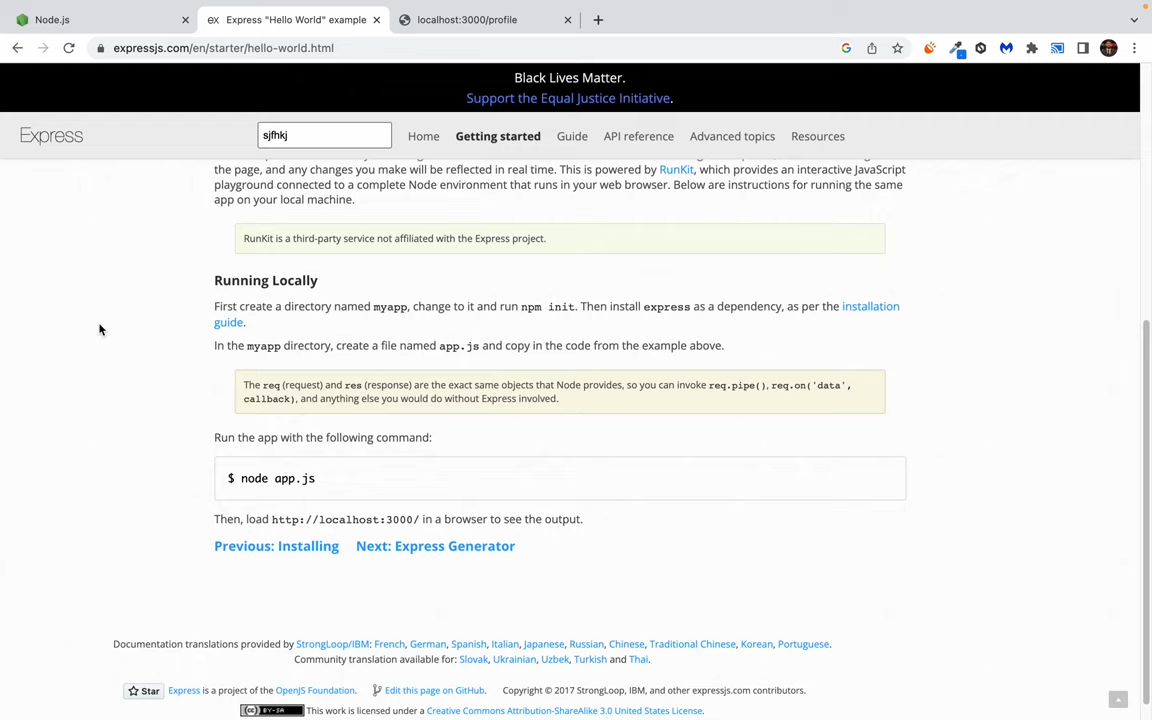 Node.js
ex Express "Hello World" example
localhost:3000/profile
expressjs.com/en/starter/hello-world.html
Black Lives Matter.
Support the Equal Justice Initiative.
Express
sjfhkj
Home Getting started Guide API reference Advanced topics Resources
the page, and any changes you make will be reflected in real time. This is powered by RunKit, which provides an interactive JavaScript
playground connected to a complete Node environment that runs in your web browser. Below are instructions for running the same
app on your local machine.
RunKit is a third-party service not affiliated with the Express project.
Running Locally
First create a directory named myapp, change to it and run npm init. Then install express as a dependency, as per the installation
guide.
In the myapp directory, create a file named app.js and copy in the code from the example above.
The req (request) and res (response) are the exact same objects that Node provides, so you can invoke req.pipe(), req.on('data',
callback), and anything else you would do without Express involved.
Run the app with the following command:
$ node app.js
Then, load http://localhost:3000/ in a browser to see the output.
Previous: Installing Next: Express Generator
Documentation translations provided by StrongLoop/IBM: French, German, Spanish, Italian, Japanese, Russian, Chinese, Traditional Chinese, Korean, Portuguese.
Community translation available for: Slovak, Ukrainian, Uzbek, Turkish and Thai.
Star Express is a project of the OpenJS Foundation. Edit this page on GitHub. Copyright © 2017 StrongLoop, IBM, and other expressjs.com contributors.
CC BY-SA This work is licensed under a Creative Commons Attribution-ShareAlike 3.0 United States License.